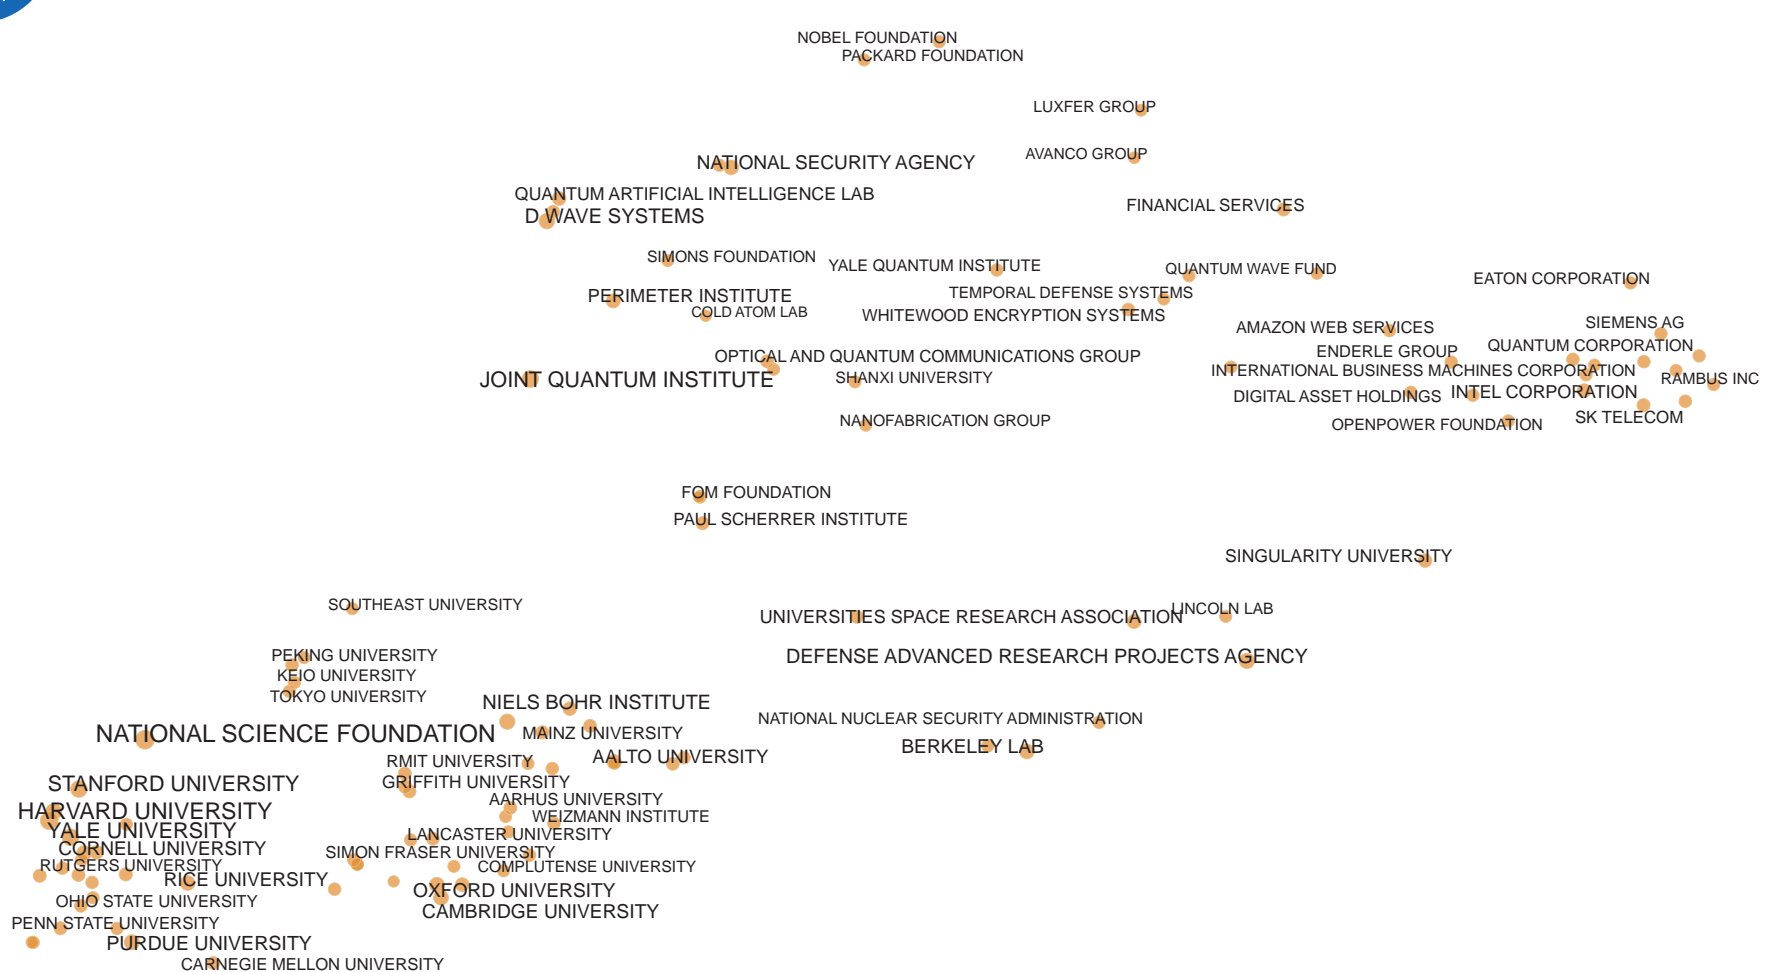 NOBEL FOUNDATION
PACKARD FOUNDATION
LUXFER GROUP
AVANCO GROUP
NATIONAL SECURITY AGENCY
QUANTUM ARTIFICIAL INTELLIGENCE LAB
FINANCIAL SERVICES
D WAVE SYSTEMS
SIMONS FOUNDATION
YALE QUANTUM INSTITUTE
QUANTUM WAVE FUND
EATON CORPORATION
PERIMETER INSTITUTE
TEMPORAL DEFENSE SYSTEMS
COLD ATOM LAB
WHITEWOOD ENCRYPTION SYSTEMS
SIEMENS AG
AMAZON WEB SERVICES
QUANTUM CORPORATION
ENDERLE GROUP
OPTICAL AND QUANTUM COMMUNICATIONS GROUP
INTERNATIONAL BUSINESS MACHINES CORPORATION
JOINT QUANTUM INSTITUTE
SHANXI UNIVERSITY
RAMBUS INC
DIGITAL ASSET HOLDINGS
INTEL CORPORATION
NANOFABRICATION GROUP
OPENPOWER FOUNDATION
SK TELECOM
FOM FOUNDATION
PAUL SCHERRER INSTITUTE
SINGULARITY UNIVERSITY
SOUTHEAST UNIVERSITY
UNIVERSITIES SPACE RESEARCH ASSOCIATION
LINCOLN LAB
PEKING UNIVERSITY
DEFENSE ADVANCED RESEARCH PROJECTS AGENCY
KEIO UNIVERSITY
TOKYO UNIVERSITY
NIELS BOHR INSTITUTE
NATIONAL NUCLEAR SECURITY ADMINISTRATION
NATIONAL SCIENCE FOUNDATION
MAINZ UNIVERSITY
BERKELEY LAB
RMIT UNIVERSITY
AALTO UNIVERSITY
STANFORD UNIVERSITY
GRIFFITH UNIVERSITY
AARHUS UNIVERSITY
HARVARD UNIVERSITY
WEIZMANN INSTITUTE
YALE UNIVERSITY
LANCASTER UNIVERSITY
CORNELL UNIVERSITY
SIMON FRASER UNIVERSITY
RUTGERS UNIVERSITY
COMPLUTENSE UNIVERSITY
RICE UNIVERSITY
OXFORD UNIVERSITY
OHIO STATE UNIVERSITY
CAMBRIDGE UNIVERSITY
PENN STATE UNIVERSITY
PURDUE UNIVERSITY
CARNEGIE MELLON UNIVERSITY